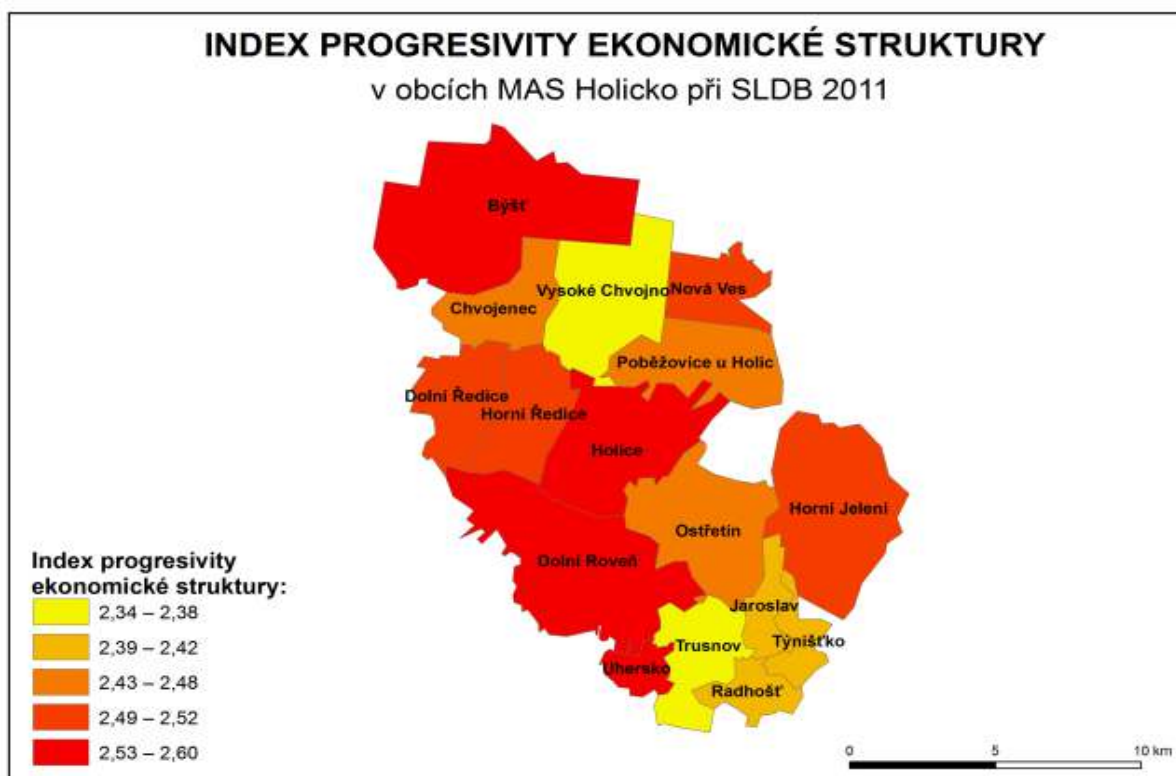 INDEX PROGRESIVITY EKONOMICKÉ STRUKTURY
v obcích MAS Holicko při SLDB 2011
Býšť
Vysoké Chvojno
Nová Ves
Chvojenec
Poběžovice u Holic
Dolní Ředice
Horní Ředice
Holice
Horní Jelení
Ostřetín
Dolní Roveň
Jaroslav
Týnišťko
Trusnov
Uhersko
Radhošť
Index progresivity
ekonomické struktury:
2,34 – 2,38
2,39 – 2,42
2,43 – 2,48
2,49 – 2,52
2,53 – 2,60
0 5 10 km